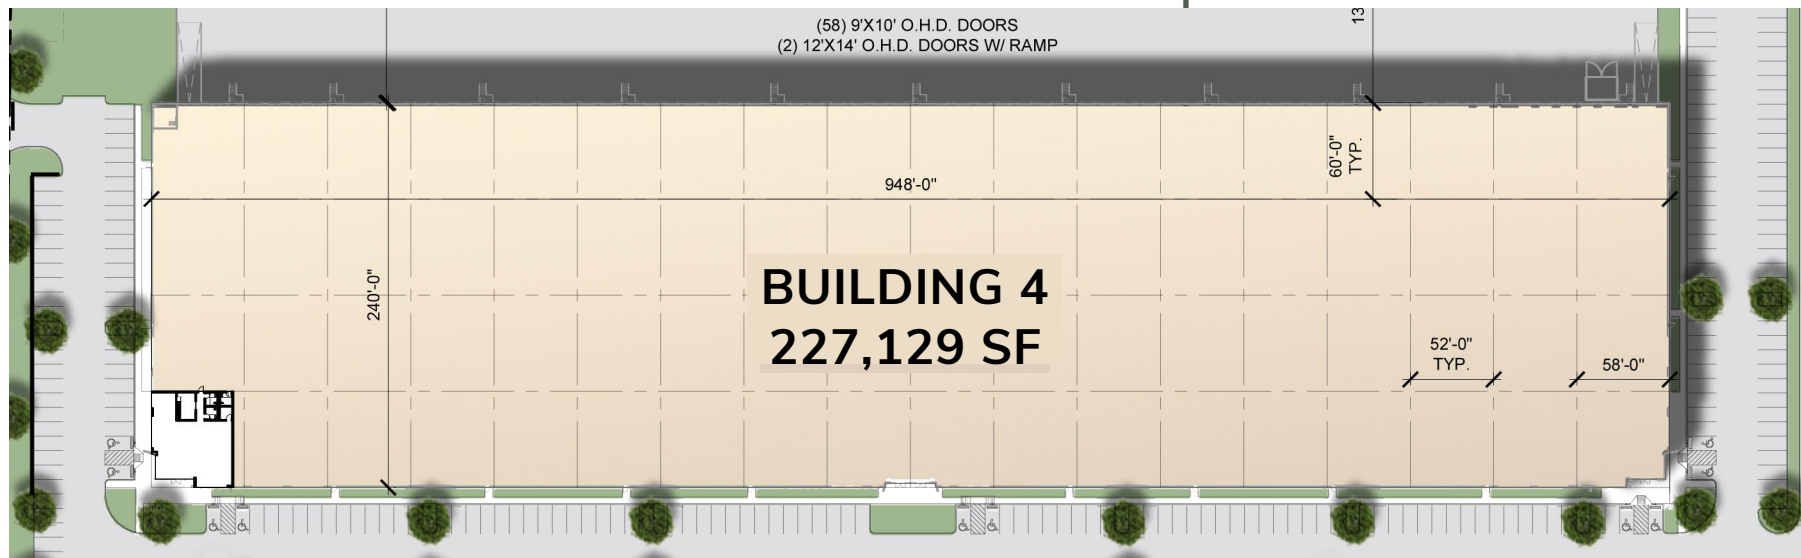 (58) 9'X10' O.H.D. DOORS
(2) 12'X14' O.H.D. DOORS W/ RAMP
13
60'-0"
TYP.
948'-0"
240'-0"
BUILDING 4
227,129 SF
52'-0"
TYP.
58'-0"